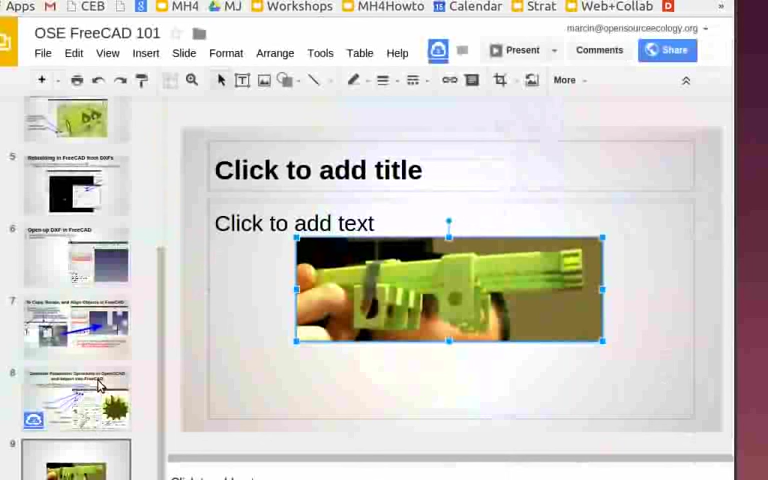 Apps CEB MH4 MJ Workshops MH4Howto Calendar Strat Web+Collab »
OSE FreeCAD 101
marcin@opensourceecology.org
File Edit View Insert Slide Format Arrange Tools Table Help
Present Comments Share
More
5
Rebuilding in FreeCAD from DXFs
6
Open up DXF in FreeCAD
7
8
9
Click to add title
Click to add text